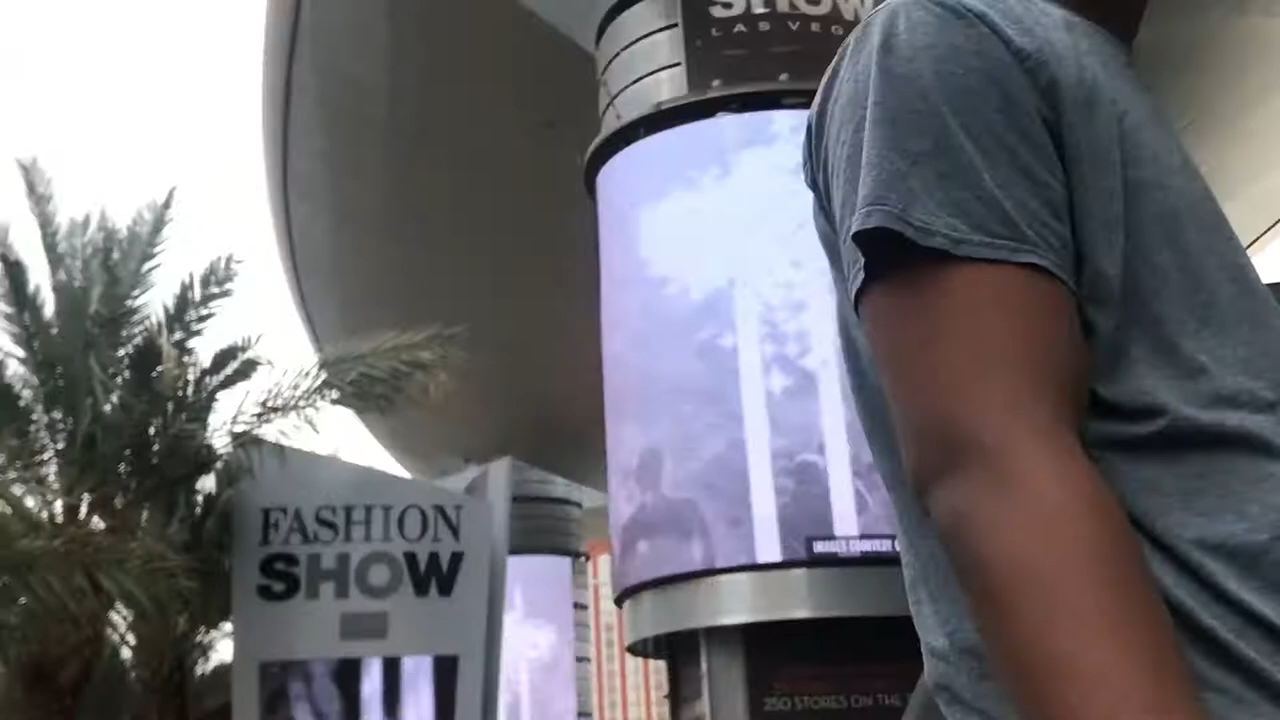 SHOW
LAS VEG
IMAGES COURTESY
FASHION
SHOW
250 STORES ON THE